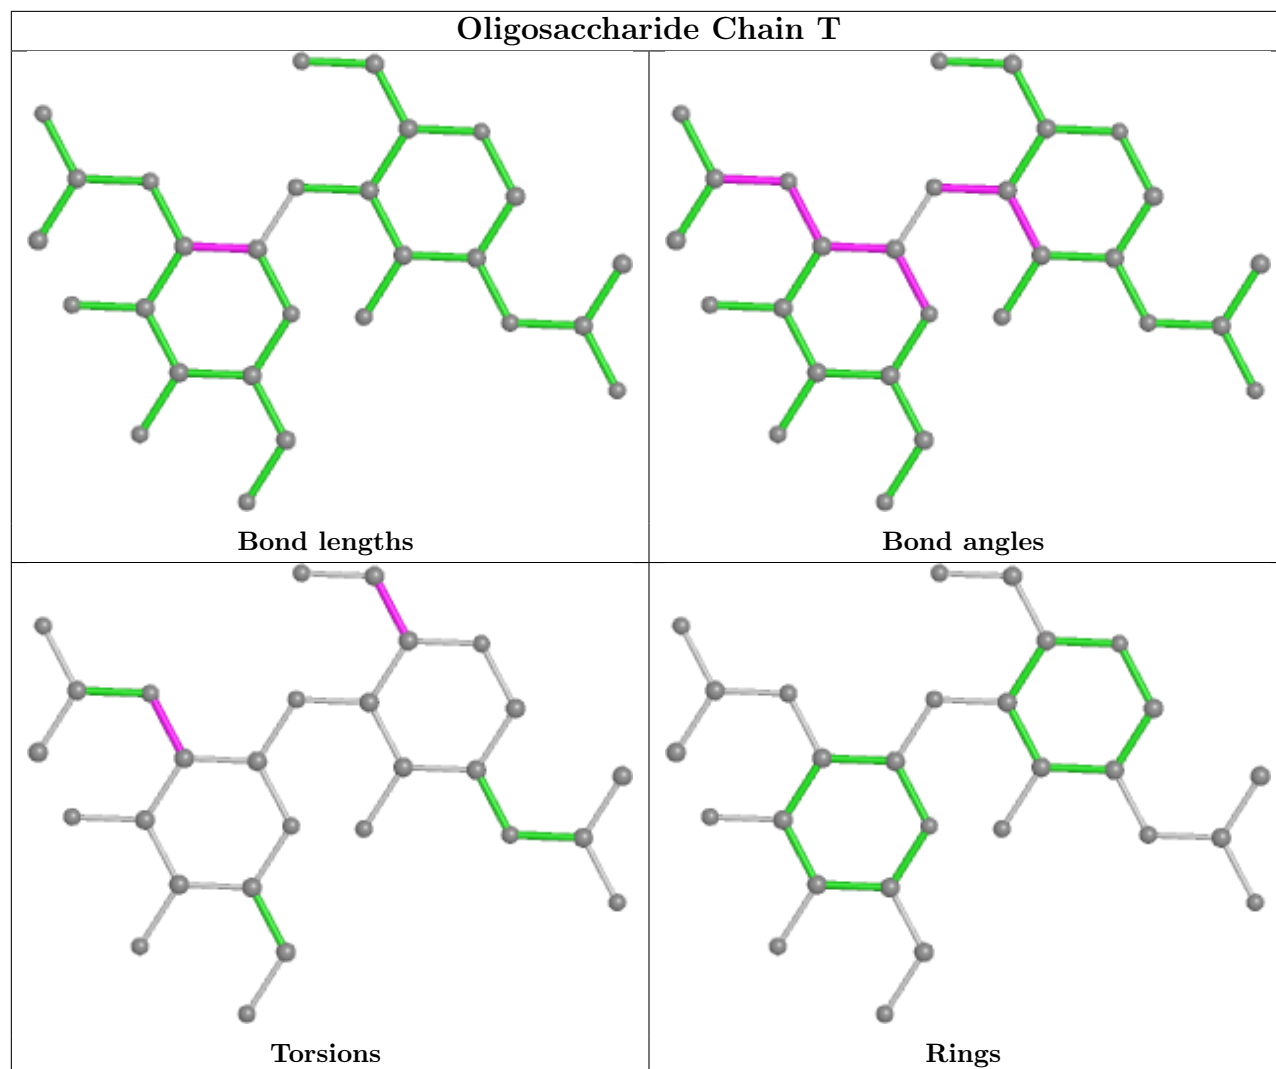 Oligosaccharide Chain T
Bond lengths
Bond angles
Torsions
Rings